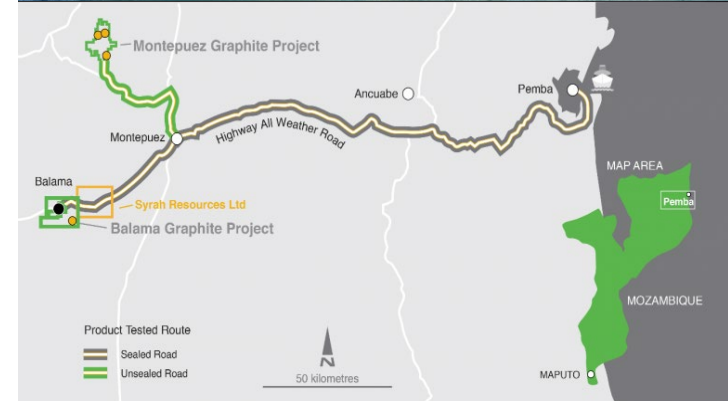 Montepuez Graphite Project
Ancuabe
Pemba
Highway All Weather Road
Montepuez
MAP AREA
Balama
Pemba
Syrah Resources Ltd
Balama Graphite Project
MOZAMBIQUE
Product Tested Route
Sealed Road
Unsealed Road
N
50 kilometres
MAPUTO